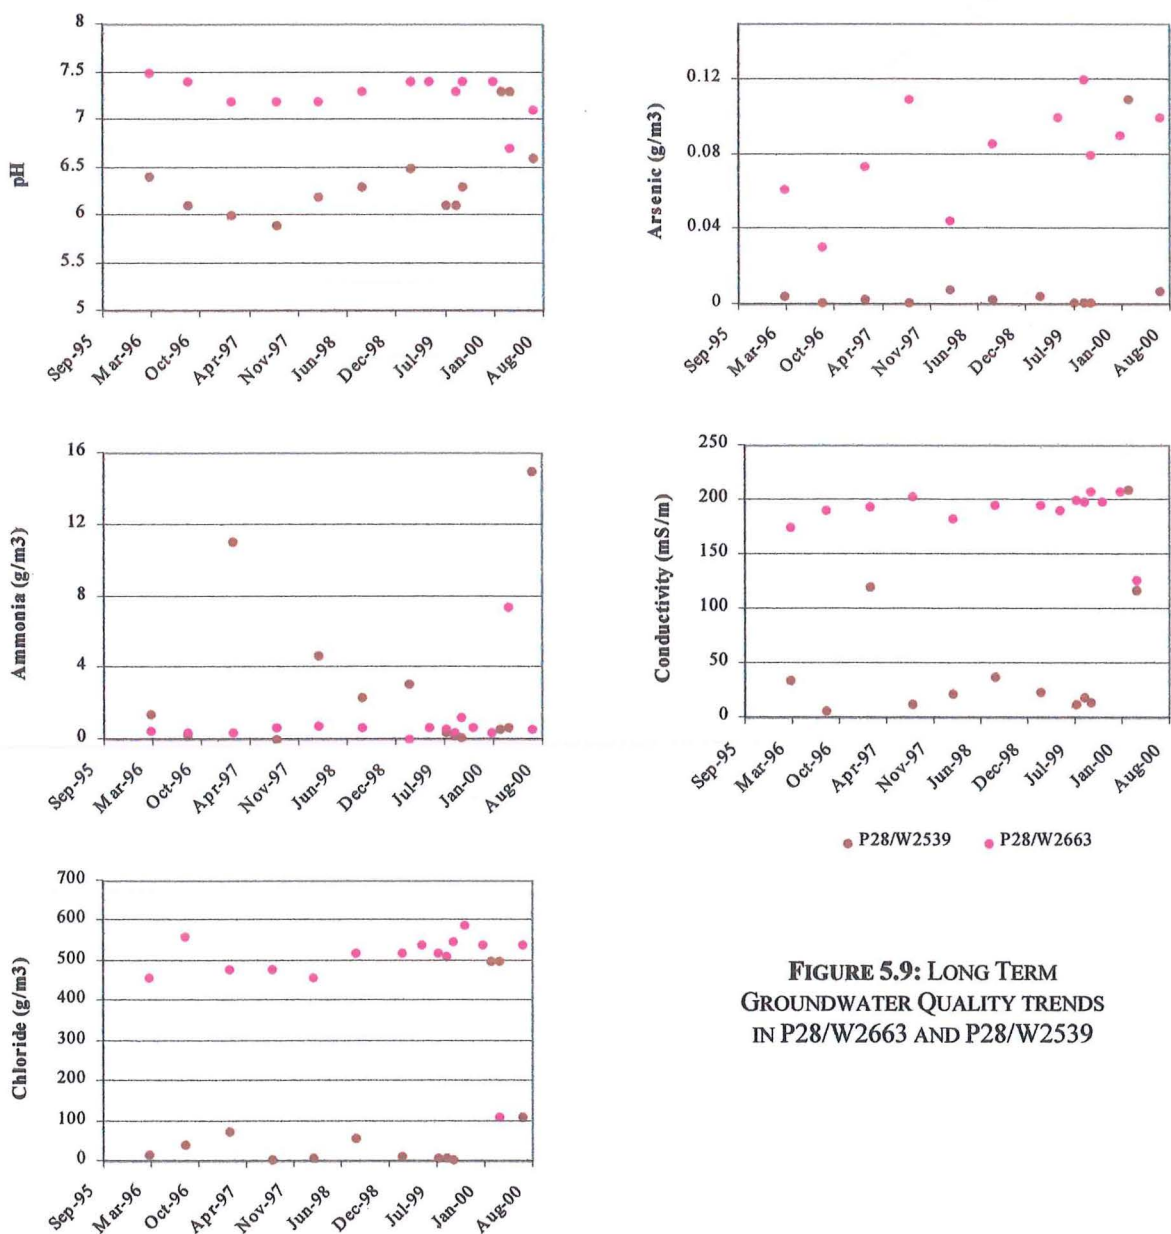 pH
8
7.5
7
6.5
6
5.5
5
Sep-95
Mar-96
Oct-96
Apr-97
Nov-97
Jun-98
Dec-98
Jul-99
Jan-00
Aug-00
Arsenic (g/m3)
0.12
0.08
0.04
0
Sep-95
Mar-96
Oct-96
Apr-97
Nov-97
Jun-98
Dec-98
Jul-99
Jan-00
Aug-00
Ammonia (g/m3)
16
12
8
4
0
Sep-95
Mar-96
Oct-96
Apr-97
Nov-97
Jun-98
Dec-98
Jul-99
Jan-00
Aug-00
Conductivity (mS/m)
250
200
150
100
50
0
Sep-95
Mar-96
Oct-96
Apr-97
Nov-97
Jun-98
Dec-98
Jul-99
Jan-00
Aug-00
P28/W2539 P28/W2663
Chloride (g/m3)
700
600
500
400
300
200
100
0
Sep-95
Mar-96
Oct-96
Apr-97
Nov-97
Jun-98
Dec-98
Jul-99
Jan-00
Aug-00
FIGURE 5.9: LONG TERM
GROUNDWATER QUALITY TRENDS
IN P28/W2663 AND P28/W2539